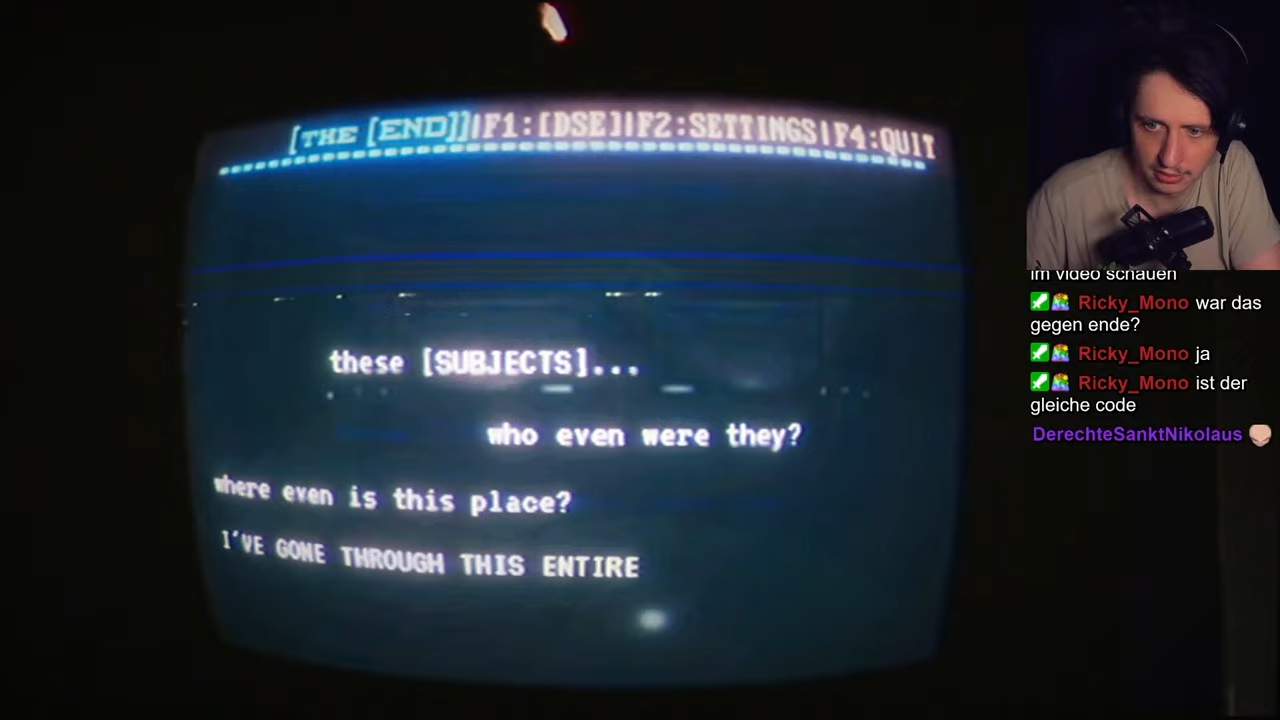 [THE [END]]|F1:[DSE]|F2:SETTINGS|F4:QUIT
these [SUBJECTS]...
who even were they?
where even is this place?
I'VE GONE THROUGH THIS ENTIRE
im video schauen
Ricky_Mono war das
gegen ende?
Ricky_Mono ja
Ricky_Mono ist der
gleiche code
DerechteSanktNikolaus